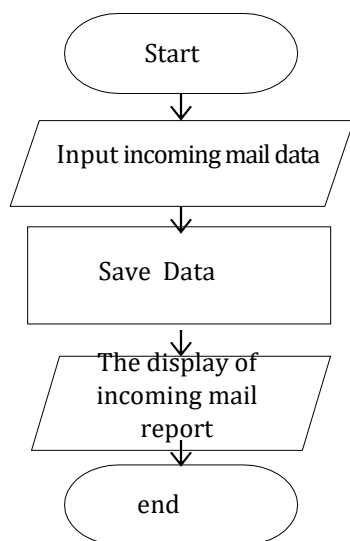 Start
Input incoming mail data
Save Data
The display of
incoming mail
report
end